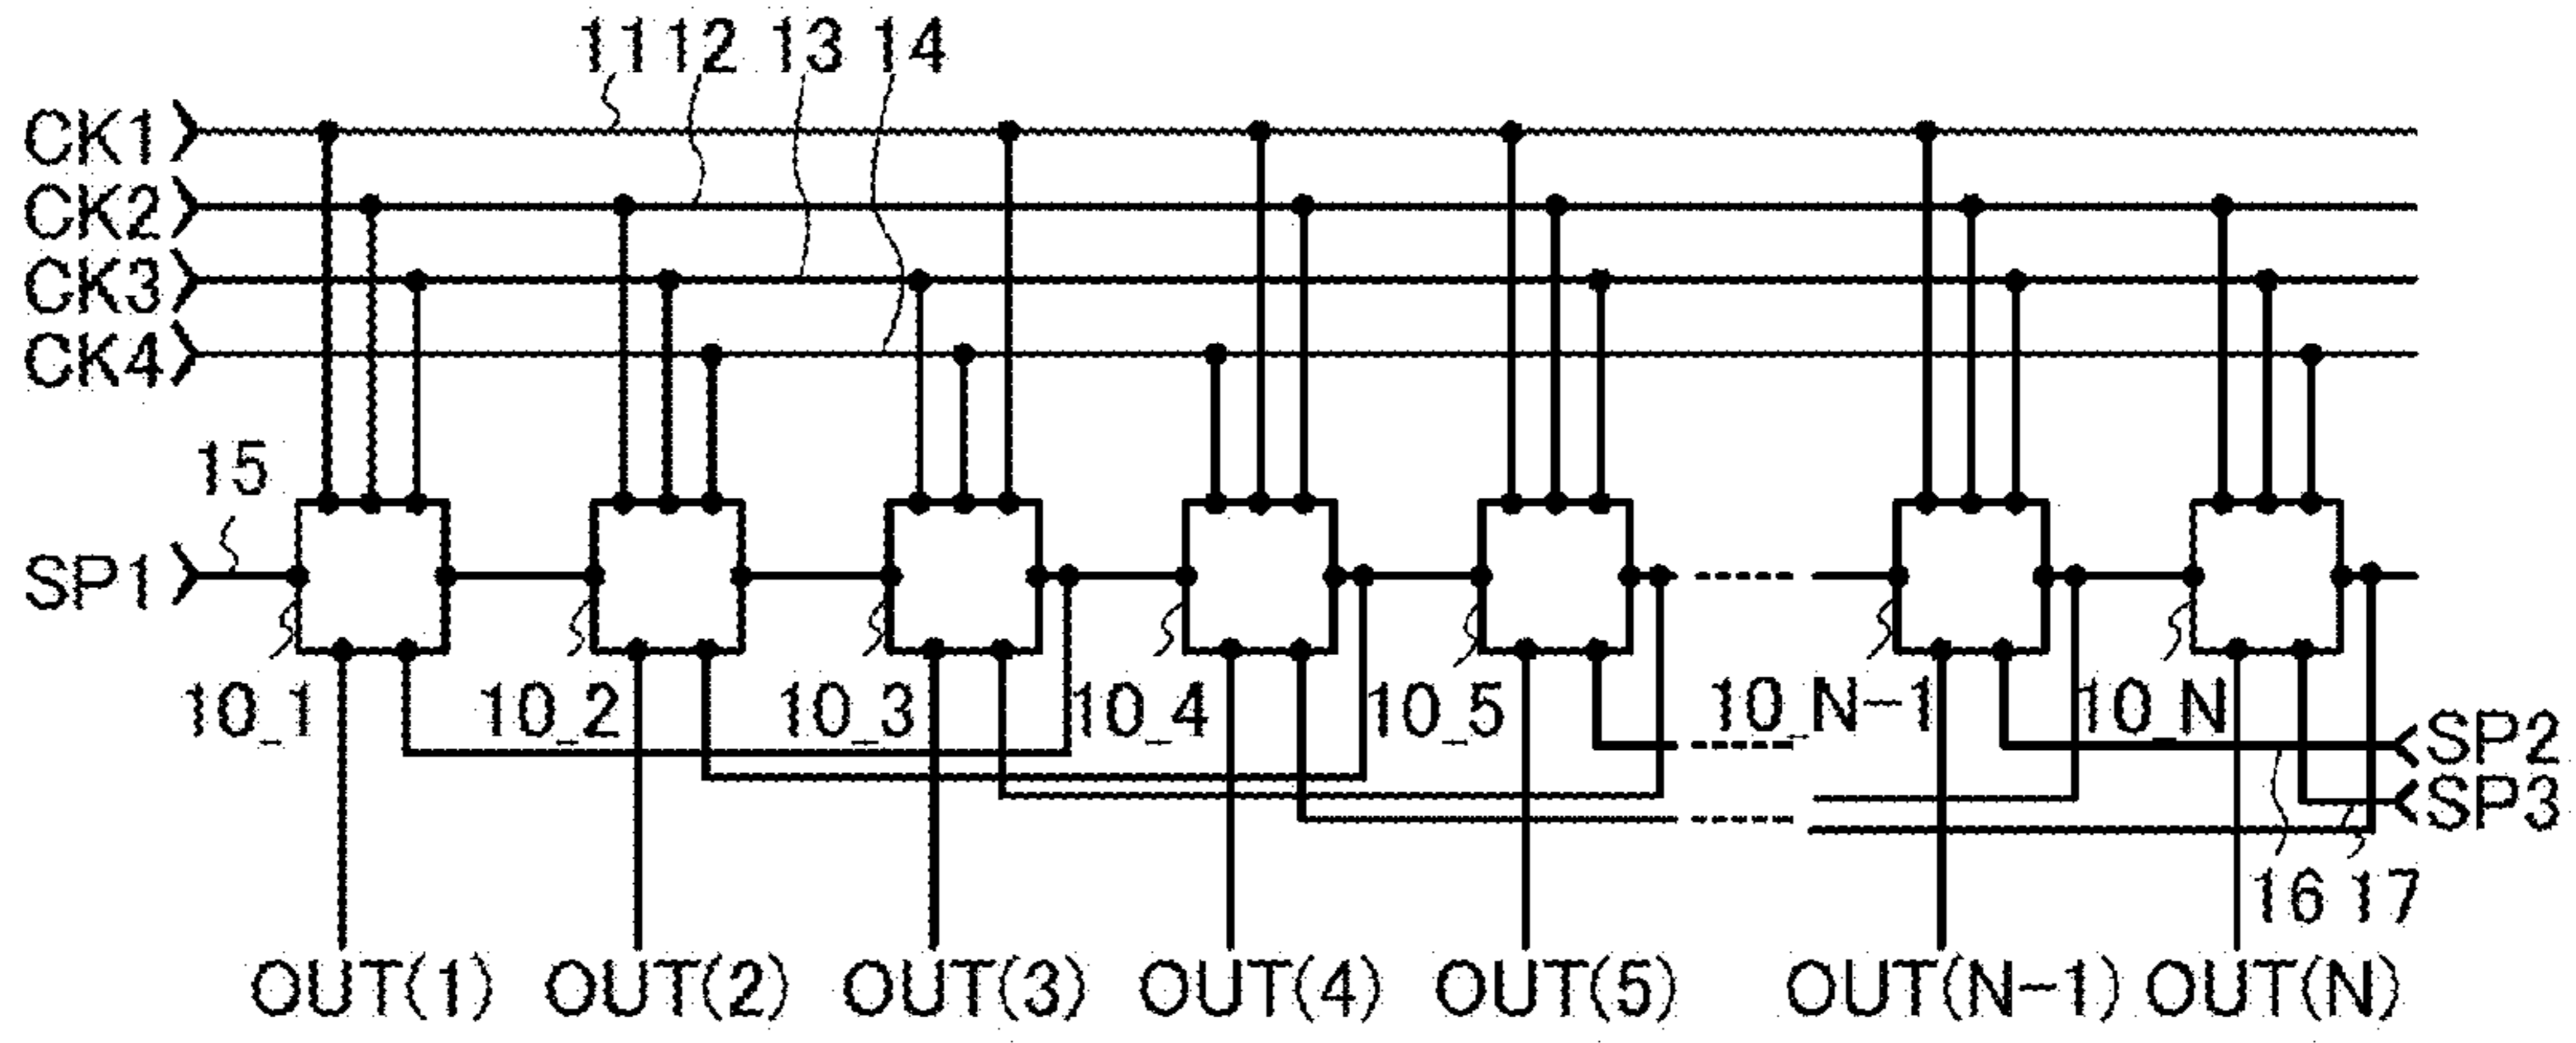 11 12 13 14
CK1
CK2
CK3
CK4
15
SP1
10_1 10_2 10_3 10_4 10_5 10_N-1 10_N
SP2
SP3
16 17
OUT(1) OUT(2) OUT(3) OUT(4) OUT(5) OUT(N-1) OUT(N)